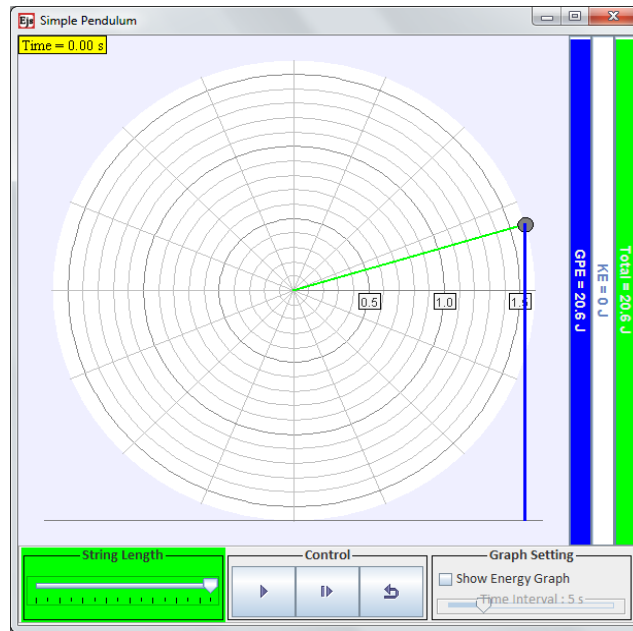 Ejs Simple Pendulum
Time = 0.00 s
0.5
1.0
1.5
GPE = 20.6 J
KE = 0 J
Total = 20.6 J
String Length
Control
Graph Setting
Show Energy Graph
Time Interval : 5 s